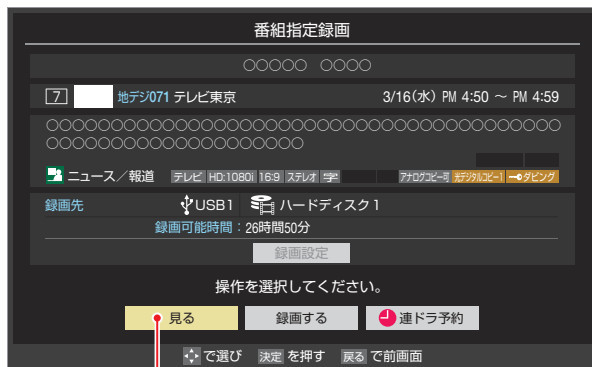 番組指定録画
○○○○○ ○○○○
7 地デジ071 テレビ東京 3/16(水) PM 4:50 ～ PM 4:59
○○○○○○○○○○○○○○○○○○○○○○○○○○○○○○○○○○
○○○○○○○○○○○○○○○○○
ニュース／報道 テレビ HD:1080i 16:9 ステレオ 字 アナログコピー可 光デジタルコピー1 ダビング
録画先 USB1 ハードディスク1
録画可能時間：26時間50分
録画設定
操作を選択してください。
見る 録画する 連ドラ予約
で選び 決定 を押す 戻る で前画面